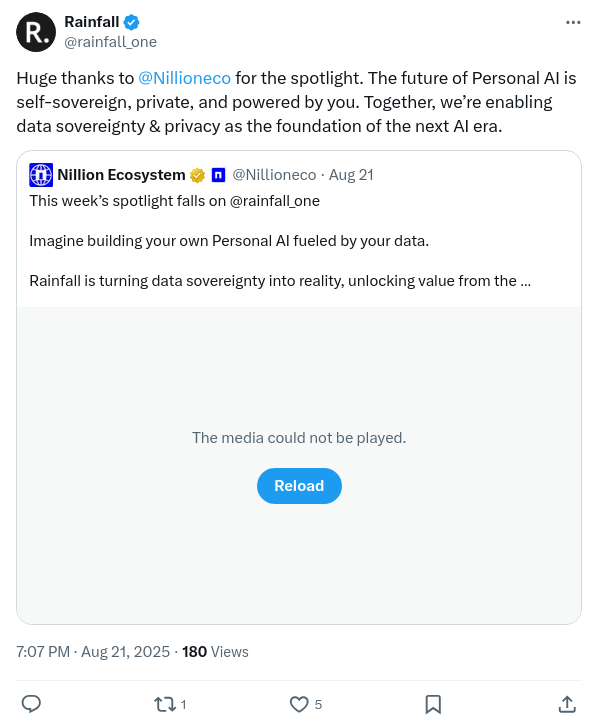 R.
Rainfall
@rainfall_one
Huge thanks to @Nillioneco for the spotlight. The future of Personal AI is
self-sovereign, private, and powered by you. Together, we’re enabling
data sovereignty & privacy as the foundation of the next AI era.
Nillion Ecosystem @Nillioneco · Aug 21
This week’s spotlight falls on @rainfall_one
Imagine building your own Personal AI fueled by your data.
Rainfall is turning data sovereignty into reality, unlocking value from the ...
The media could not be played.
Reload
7:07 PM · Aug 21, 2025 · 180 Views
1 5